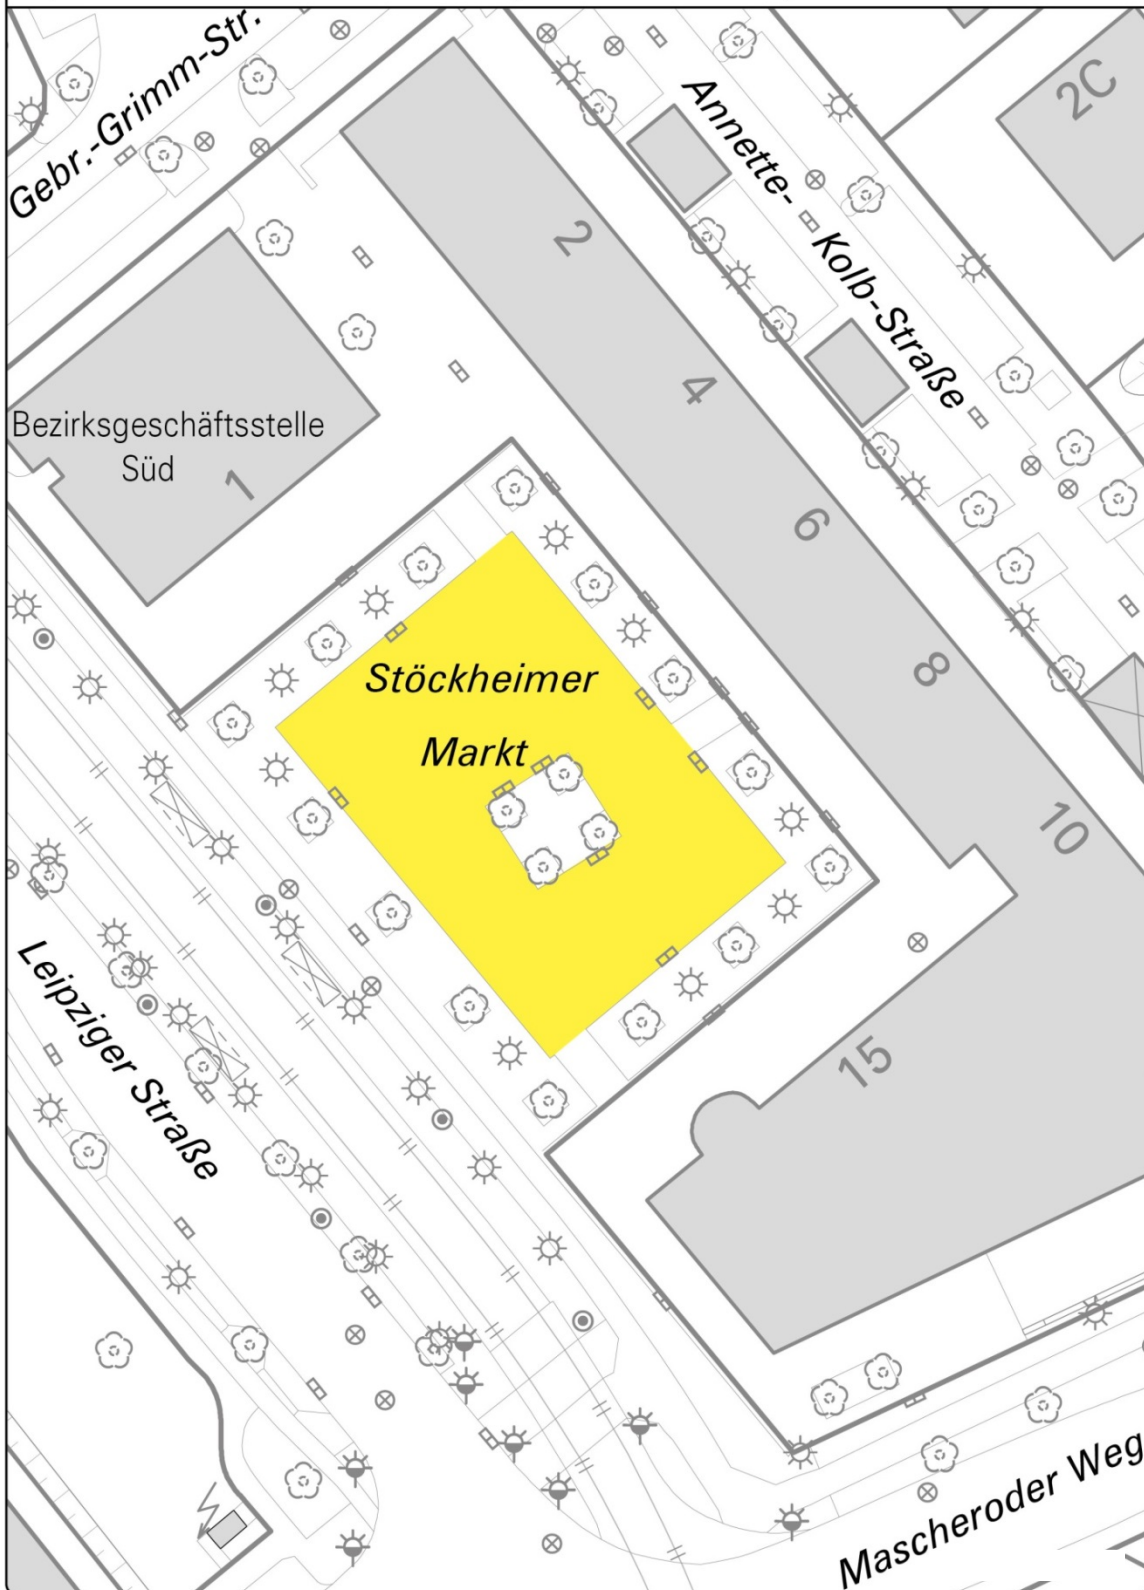 Gebr.-Grimm-Str.
2C
Annette-
Kolb-Straße
2
4
Bezirksgeschäftsstelle
Süd
1
6
Stöckheimer
Markt
8
10
Leipziger Straße
15
Mascheroder Weg